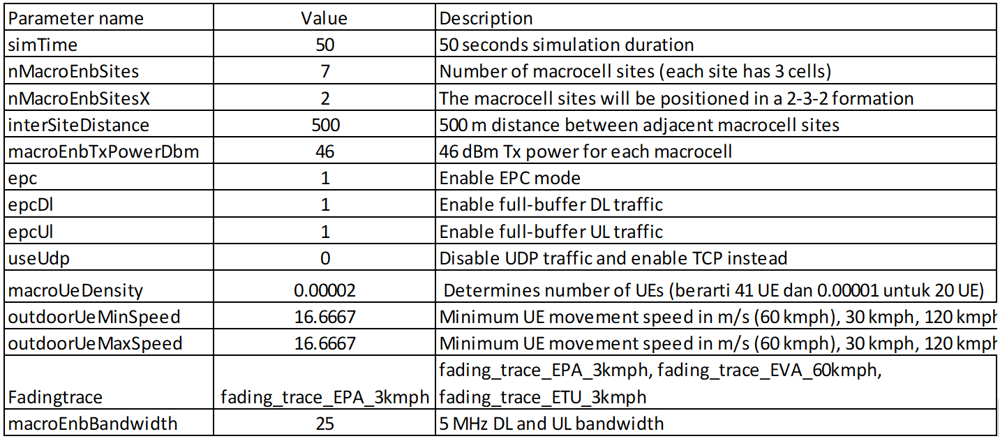 Parameter name Value Description
simTime 50 50 seconds simulation duration
nMacroEnbSites 7 Number of macrocell sites (each site has 3 cells)
nMacroEnbSitesX 2 The macrocell sites will be positioned in a 2-3-2 formation
interSiteDistance 500 500 m distance between adjacent macrocell sites
macroEnbTxPowerDbm 46 46 dBm Tx power for each macrocell
epc 1 Enable EPC mode
epcDl 1 Enable full-buffer DL traffic
epcUl 1 Enable full-buffer UL traffic
useUdp 0 Disable UDP traffic and enable TCP instead
macroUeDensity 0.00002 Determines number of UEs (berarti 41 UE dan 0.00001 untuk 20 UE)
outdoorUeMinSpeed 16.6667 Minimum UE movement speed in m/s (60 kmph), 30 kmph, 120 kmph
outdoorUeMaxSpeed 16.6667 Minimum UE movement speed in m/s (60 kmph), 30 kmph, 120 kmph
fading_trace_EPA_3kmph, fading_trace_EVA_60kmph,
Fadingtrace fading_trace_EPA_3kmph fading_trace_ETU_3kmph
macroEnbBandwidth 25 5 MHz DL and UL bandwidth